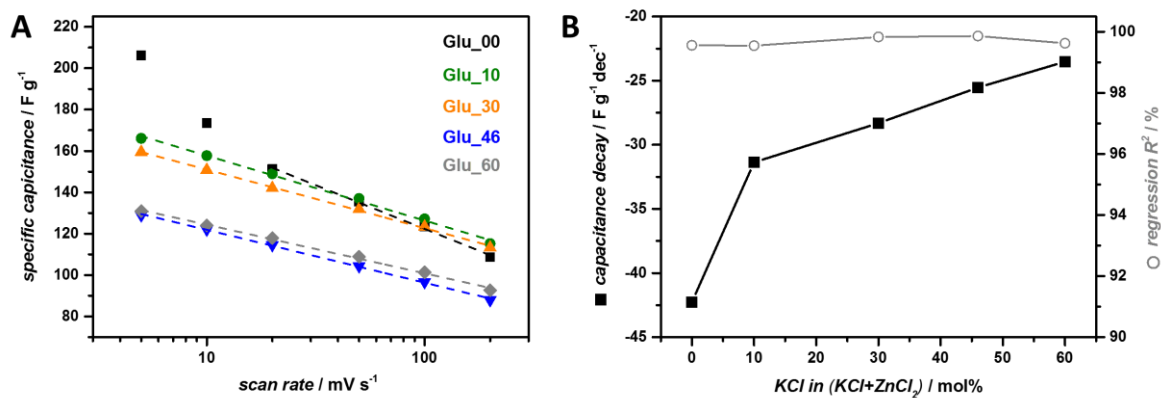 A
specific capicitance / F g⁻¹
220
200
180
160
140
120
100
80
10
100
scan rate / mV s⁻¹
Glu_00
Glu_10
Glu_30
Glu_46
Glu_60
B
capacitance decay / F g⁻¹ dec⁻¹
-20
-25
-30
-35
-40
-45
0
10
20
30
40
50
60
KCl in (KCl+ZnCl₂) / mol%
100
98
96
94
92
90
regression R² / %